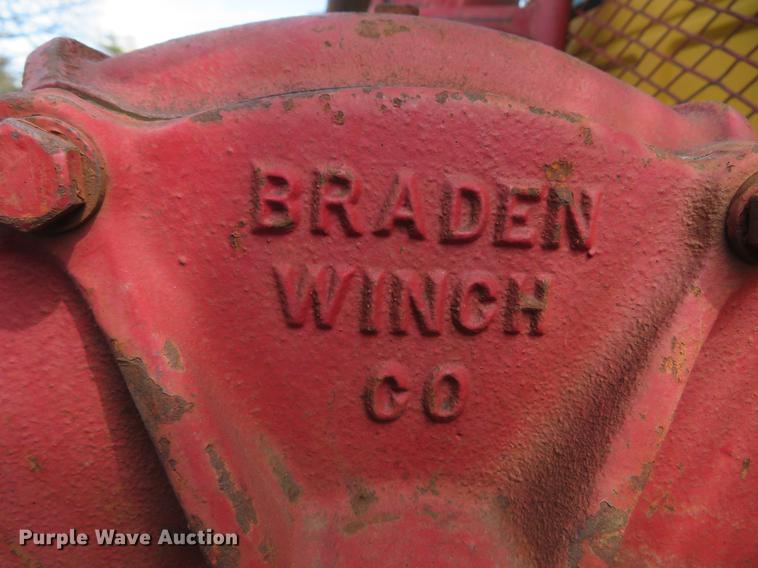 BRADEN
WINCH
CO
Purple Wave Auction®